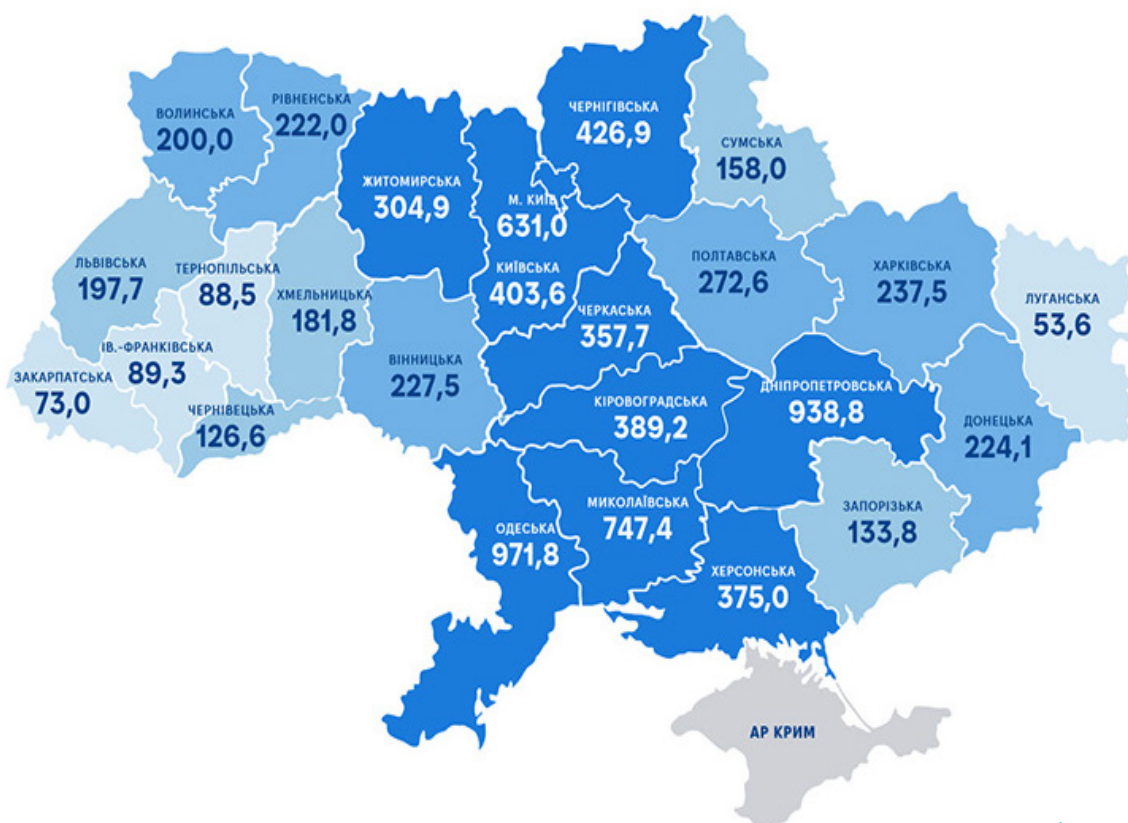 ВОЛИНСЬКА
200,0
РІВНЕНСЬКА
222,0
ЖИТОМИРСЬКА
304,9
М. КИЇВ
631,0
КИЇВСЬКА
403,6
ЧЕРНІГІВСЬКА
426,9
СУМСЬКА
158,0
ЛЬВІВСЬКА
197,7
ТЕРНОПІЛЬСЬКА
88,5
ХМЕЛЬНИЦЬКА
181,8
ІВ.-ФРАНКІВСЬКА
89,3
ЗАКАРПАТСЬКА
73,0
ЧЕРНІВЕЦЬКА
126,6
ВІННИЦЬКА
227,5
ЧЕРКАСЬКА
357,7
КІРОВОГРАДСЬКА
389,2
ПОЛТАВСЬКА
272,6
ХАРКІВСЬКА
237,5
ЛУГАНСЬКА
53,6
ДНІПРОПЕТРОВСЬКА
938,8
ДОНЕЦЬКА
224,1
ЗАПОРІЗЬКА
133,8
ОДЕСЬКА
971,8
МИКОЛАЇВСЬКА
747,4
ХЕРСОНСЬКА
375,0
АР КРИМ